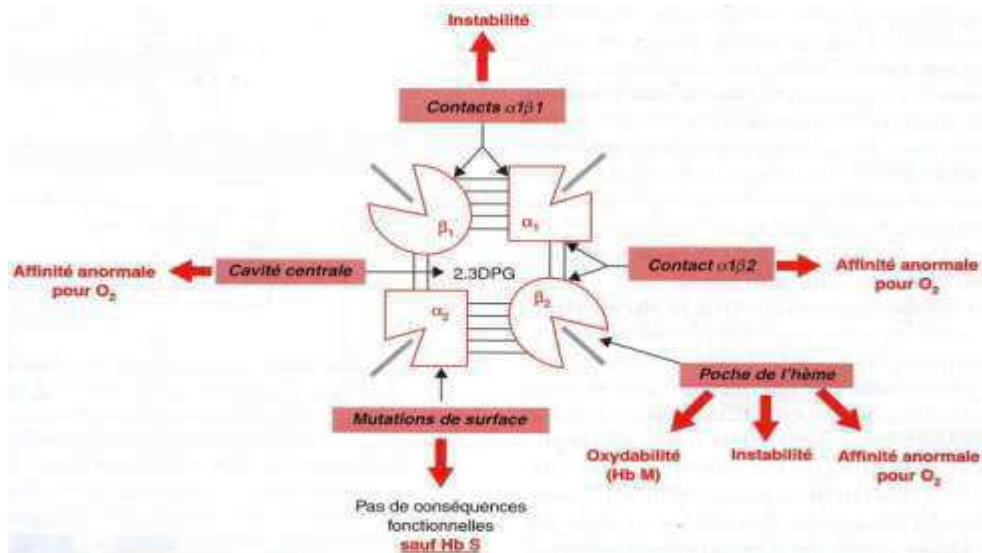 Instabilité
Contacts α1β1
β1
α1
Affinité anormale
pour O2
Cavité centrale
2.3DPG
Contact α1β2
Affinité anormale
pour O2
α2
β2
Poche de l'hème
Mutations de surface
Oxydabilité
(Hb M)
Instabilité
Affinité anormale
pour O2
Pas de conséquences
fonctionnelles
sauf Hb S